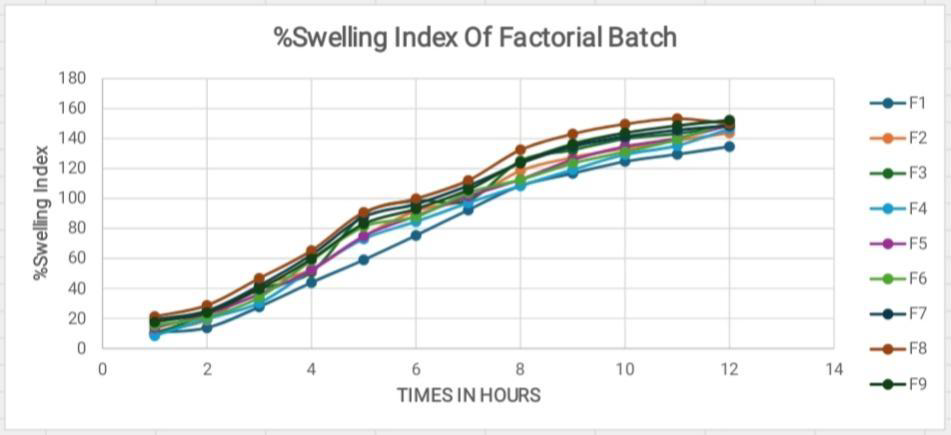 %Swelling Index Of Factorial Batch
180
160
140
120
100
80
60
40
20
0
%Swelling Index
0 2 4 6 8 10 12 14
TIMES IN HOURS
F1
F2
F3
F4
F5
F6
F7
F8
F9